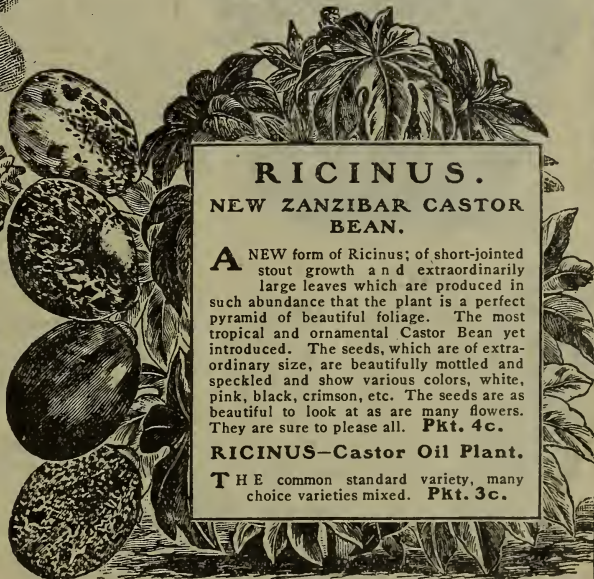 RICINUS.
NEW ZANZIBAR CASTOR
BEAN.
A NEW form of Ricinus; of short-jointed
stout growth and extraordinarily
large leaves which are produced in
such abundance that the plant is a perfect
pyramid of beautiful foliage. The most
tropical and ornamental Castor Bean yet
introduced. The seeds, which are of extra-
ordinary size, are beautifully mottled and
speckled and show various colors, white,
pink, black, crimson, etc. The seeds are as
beautiful to look at as are many flowers.
They are sure to please all. Pkt. 4c.
RICINUS—Castor Oil Plant.
THE common standard variety, many
choice varieties mixed. Pkt. 3c.